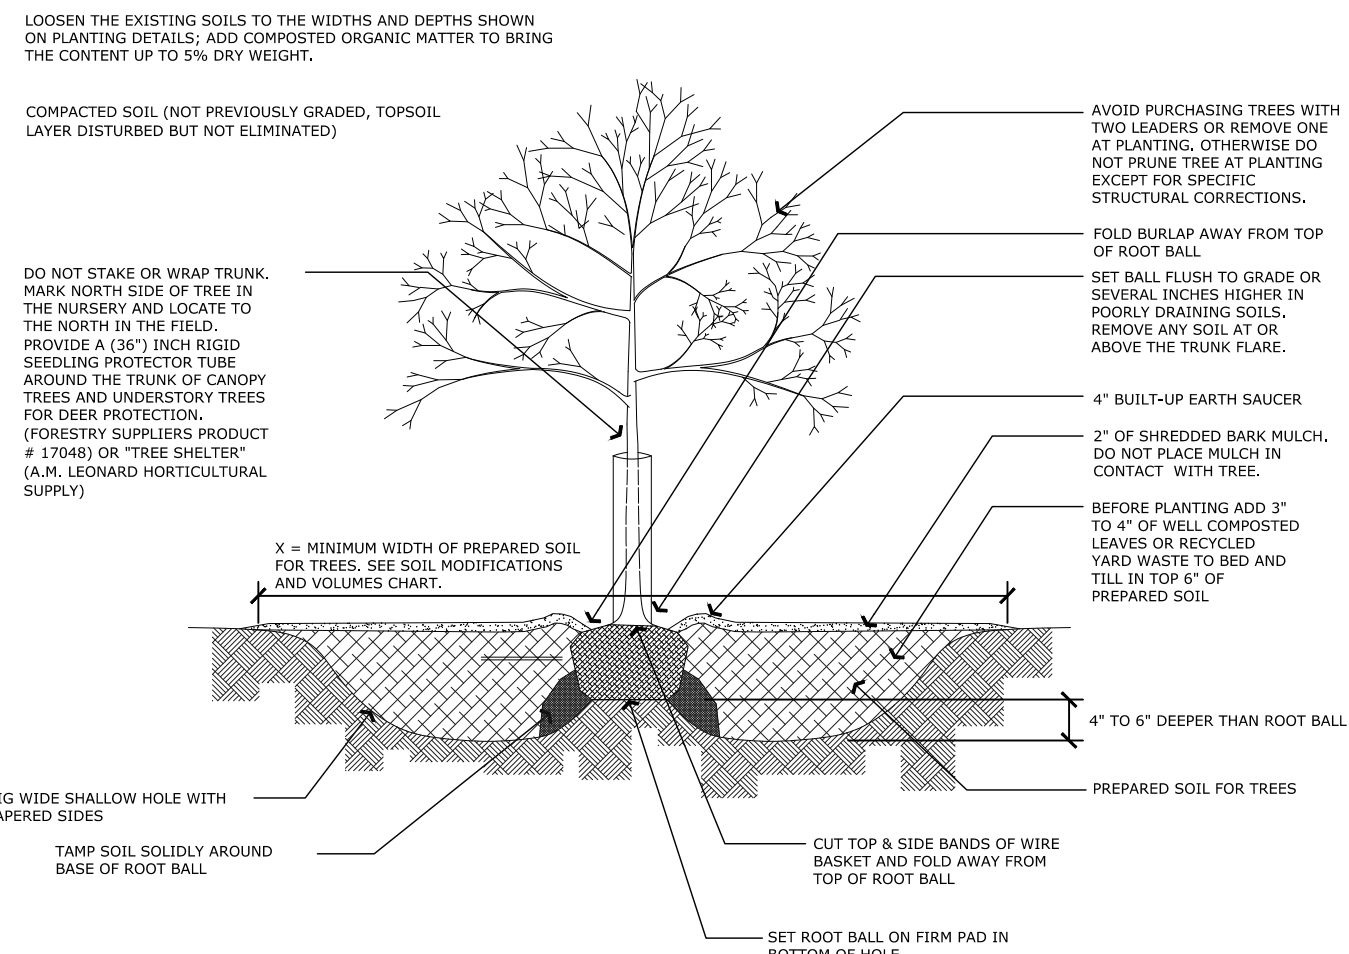 LOOSEN THE EXISTING SOILS TO THE WIDTHS AND DEPTHS SHOWN
ON PLANTING DETAILS; ADD COMPOSTED ORGANIC MATTER TO BRING
THE CONTENT UP TO 5% DRY WEIGHT.
COMPACTED SOIL (NOT PREVIOUSLY GRADED, TOPSOIL
LAYER DISTURBED BUT NOT ELIMINATED)
AVOID PURCHASING TREES WITH
TWO LEADERS OR REMOVE ONE
AT PLANTING. OTHERWISE DO
NOT PRUNE TREE AT PLANTING
EXCEPT FOR SPECIFIC
STRUCTURAL CORRECTIONS.
FOLD BURLAP AWAY FROM TOP
OF ROOT BALL
SET BALL FLUSH TO GRADE OR
SEVERAL INCHES HIGHER IN
POORLY DRAINING SOILS.
REMOVE ANY SOIL AT OR
ABOVE THE TRUNK FLARE.
DO NOT STAKE OR WRAP TRUNK.
MARK NORTH SIDE OF TREE IN
THE NURSERY AND LOCATE TO
THE NORTH IN THE FIELD.
PROVIDE A (36") INCH RIGID
SEEDLING PROTECTOR TUBE
AROUND THE TRUNK OF CANOPY
TREES AND UNDERSTORY TREES
FOR DEER PROTECTION.
(FORESTRY SUPPLIERS PRODUCT
# 17048) OR "TREE SHELTER"
(A.M. LEONARD HORTICULTURAL
SUPPLY)
4" BUILT-UP EARTH SAUCER
2" OF SHREDDED BARK MULCH.
DO NOT PLACE MULCH IN
CONTACT WITH TREE.
BEFORE PLANTING ADD 3"
TO 4" OF WELL COMPOSTED
LEAVES OR RECYCLED
YARD WASTE TO BED AND
TILL IN TOP 6" OF
PREPARED SOIL
X = MINIMUM WIDTH OF PREPARED SOIL
FOR TREES. SEE SOIL MODIFICATIONS
AND VOLUMES CHART.
4" TO 6" DEEPER THAN ROOT BALL
PREPARED SOIL FOR TREES
IG WIDE SHALLOW HOLE WITH
APERED SIDES
TAMP SOIL SOLIDLY AROUND
BASE OF ROOT BALL
CUT TOP & SIDE BANDS OF WIRE
BASKET AND FOLD AWAY FROM
TOP OF ROOT BALL
SET ROOT BALL ON FIRM PAD IN
BOTTOM OF HOLE